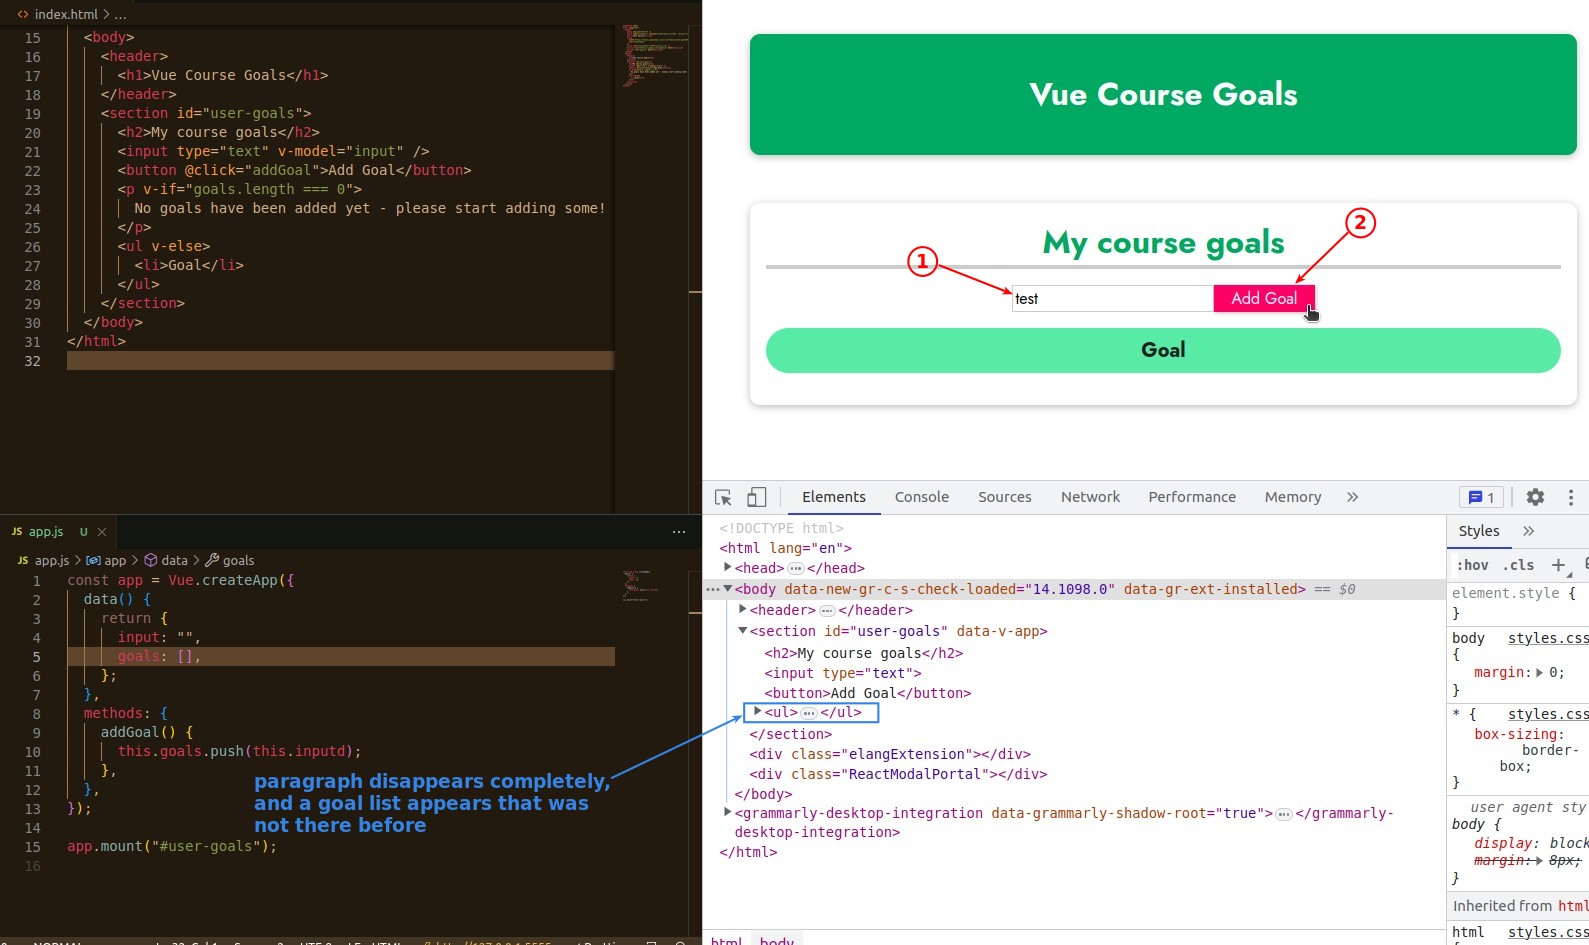 index.html > ...
15 <body>
16 <header>
17 <h1>Vue Course Goals</h1>
18 </header>
19 <section id="user-goals">
20 <h2>My course goals</h2>
21 <input type="text" v-model="input" />
22 <button @click="addGoal">Add Goal</button>
23 <p v-if="goals.length === 0">
24 No goals have been added yet - please start adding some!
25 </p>
26 <ul v-else>
27 <li>Goal</li>
28 </ul>
29 </section>
30 </body>
31 </html>
32
JS app.js U ×
...
JS app.js > app > data > goals
1 const app = Vue.createApp({
2 data() {
3 return {
4 input: "",
5 goals: [],
6 };
7 },
8 methods: {
9 addGoal() {
10 this.goals.push(this.inputd);
11 },
12 },
13 });
14
15 app.mount("#user-goals");
16
paragraph disappears completely,
and a goal list appears that was
not there before
Vue Course Goals
My course goals
1
2
test
Add Goal
Goal
Elements Console Sources Network Performance Memory » 1
<!DOCTYPE html>
<html lang="en">
<head>…</head>
<body data-new-gr-c-s-check-loaded="14.1098.0" data-gr-ext-installed> == $0
<header>…</header>
<section id="user-goals" data-v-app>
<h2>My course goals</h2>
<input type="text">
<button>Add Goal</button>
<ul>…</ul>
</section>
<div class="elangExtension"></div>
<div class="ReactModalPortal"></div>
</body>
<grammarly-desktop-integration data-grammarly-shadow-root="true">…</grammarly-
desktop-integration>
</html>
html body
Styles »
:hov .cls +
element.style {
}
body styles.css
{
margin: 0;
}
* { styles.css
box-sizing:
border-
box;
}
user agent sty
body {
display: block
margin: 8px;
}
Inherited from html
html styles.css